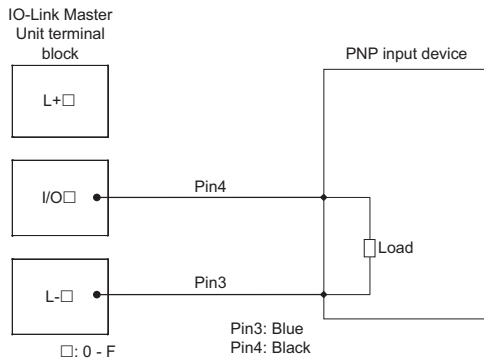 IO-Link Master
Unit terminal
block
PNP input device
L+□
I/O□
Pin4
Load
L-□
Pin3
□: 0 - F
Pin3: Blue
Pin4: Black